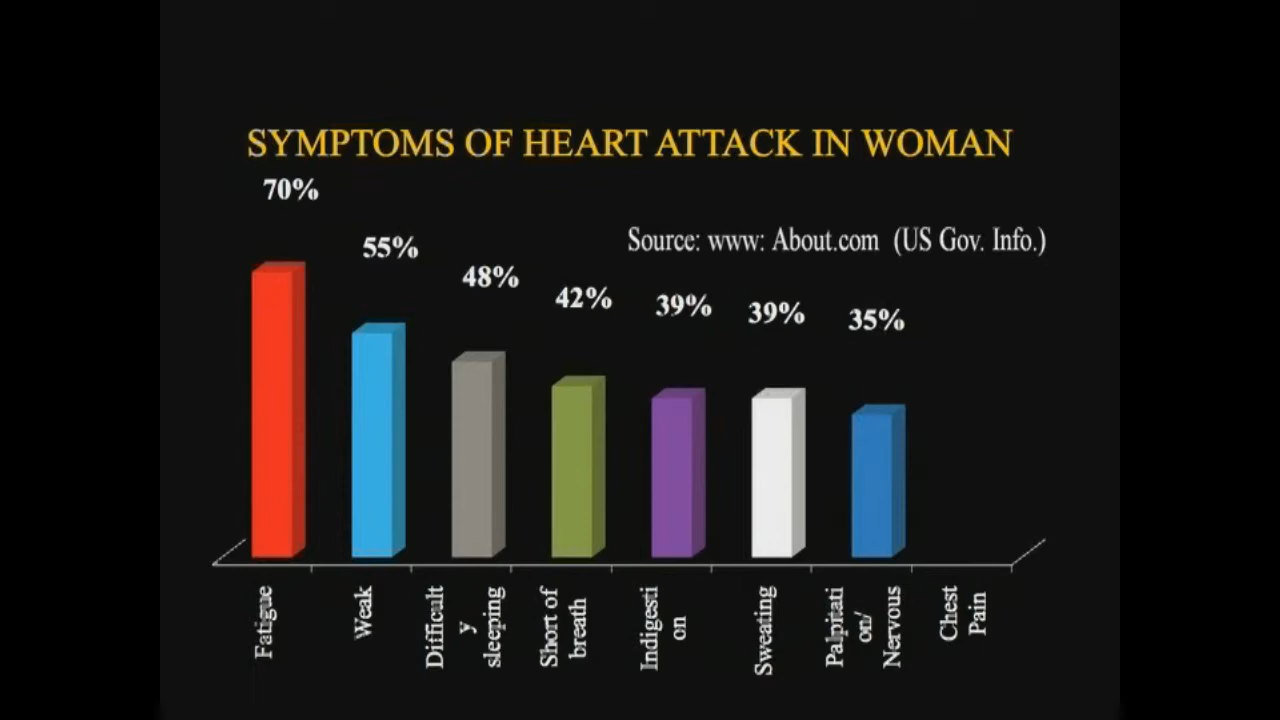 SYMPTOMS OF HEART ATTACK IN WOMAN
70%
55%
Source: www: About.com (US Gov. Info.)
48%
42%
39%
39%
35%
Fatigue
Weak
Difficult
y
sleeping
Short of
breath
Indigesti
on
Sweating
Palpitati
on/
Nervous
Chest
Pain